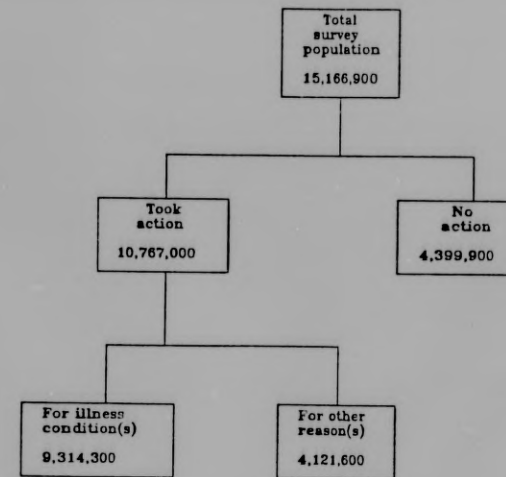 Total
survey
population
15,166,900
Took
action
10,767,000
No
action
4,399,900
For illness
condition(s)
9,314,300
For other
reason(s)
4,121,600